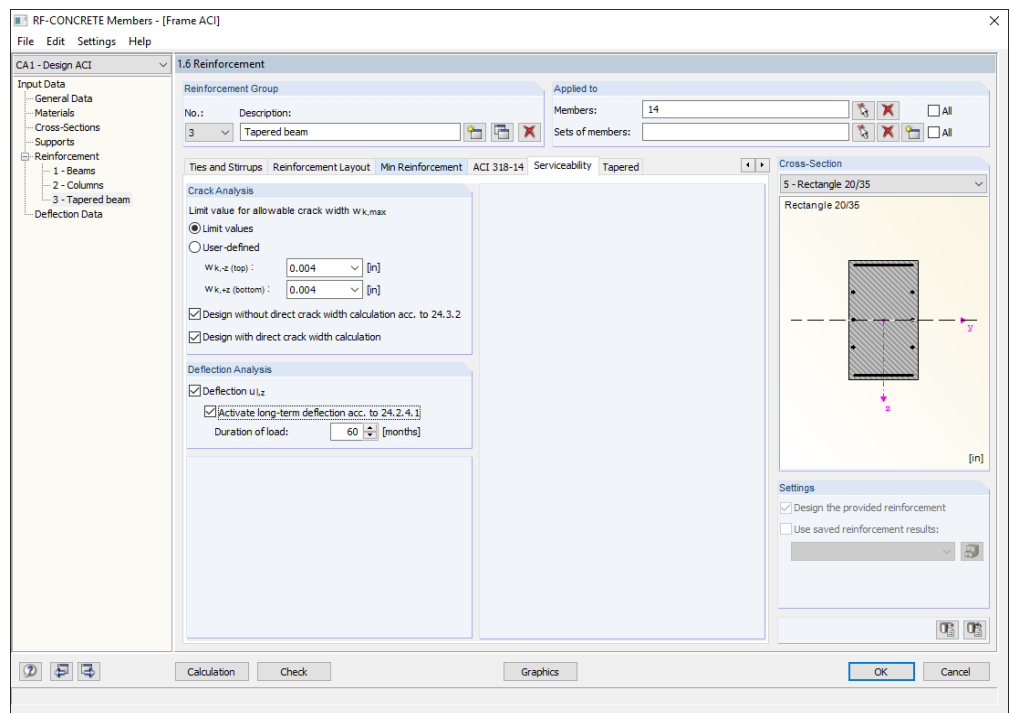 RF-CONCRETE Members - [Frame ACI]
File Edit Settings Help
CA1 - Design ACI
Input Data
General Data
Materials
Cross-Sections
Supports
Reinforcement
1 - Beams
2 - Columns
3 - Tapered beam
Deflection Data
1.6 Reinforcement
Reinforcement Group
No.: Description:
3 Tapered beam
Applied to
Members: 14 All
Sets of members: All
Ties and Stirrups Reinforcement Layout Min Reinforcement ACI 318-14 Serviceability Tapered
Crack Analysis
Limit value for allowable crack width wk,max
Limit values
User-defined
wk,-z (top) : 0.004 [in]
wk,+z (bottom) : 0.004 [in]
Design without direct crack width calculation acc. to 24.3.2
Design with direct crack width calculation
Deflection Analysis
Deflection ul,z
Activate long-term deflection acc. to 24.2.4.1
Duration of load: 60 [months]
Cross-Section
5 - Rectangle 20/35
Rectangle 20/35
y
z
[in]
Settings
Design the provided reinforcement
Use saved reinforcement results:
Calculation Check Graphics OK Cancel